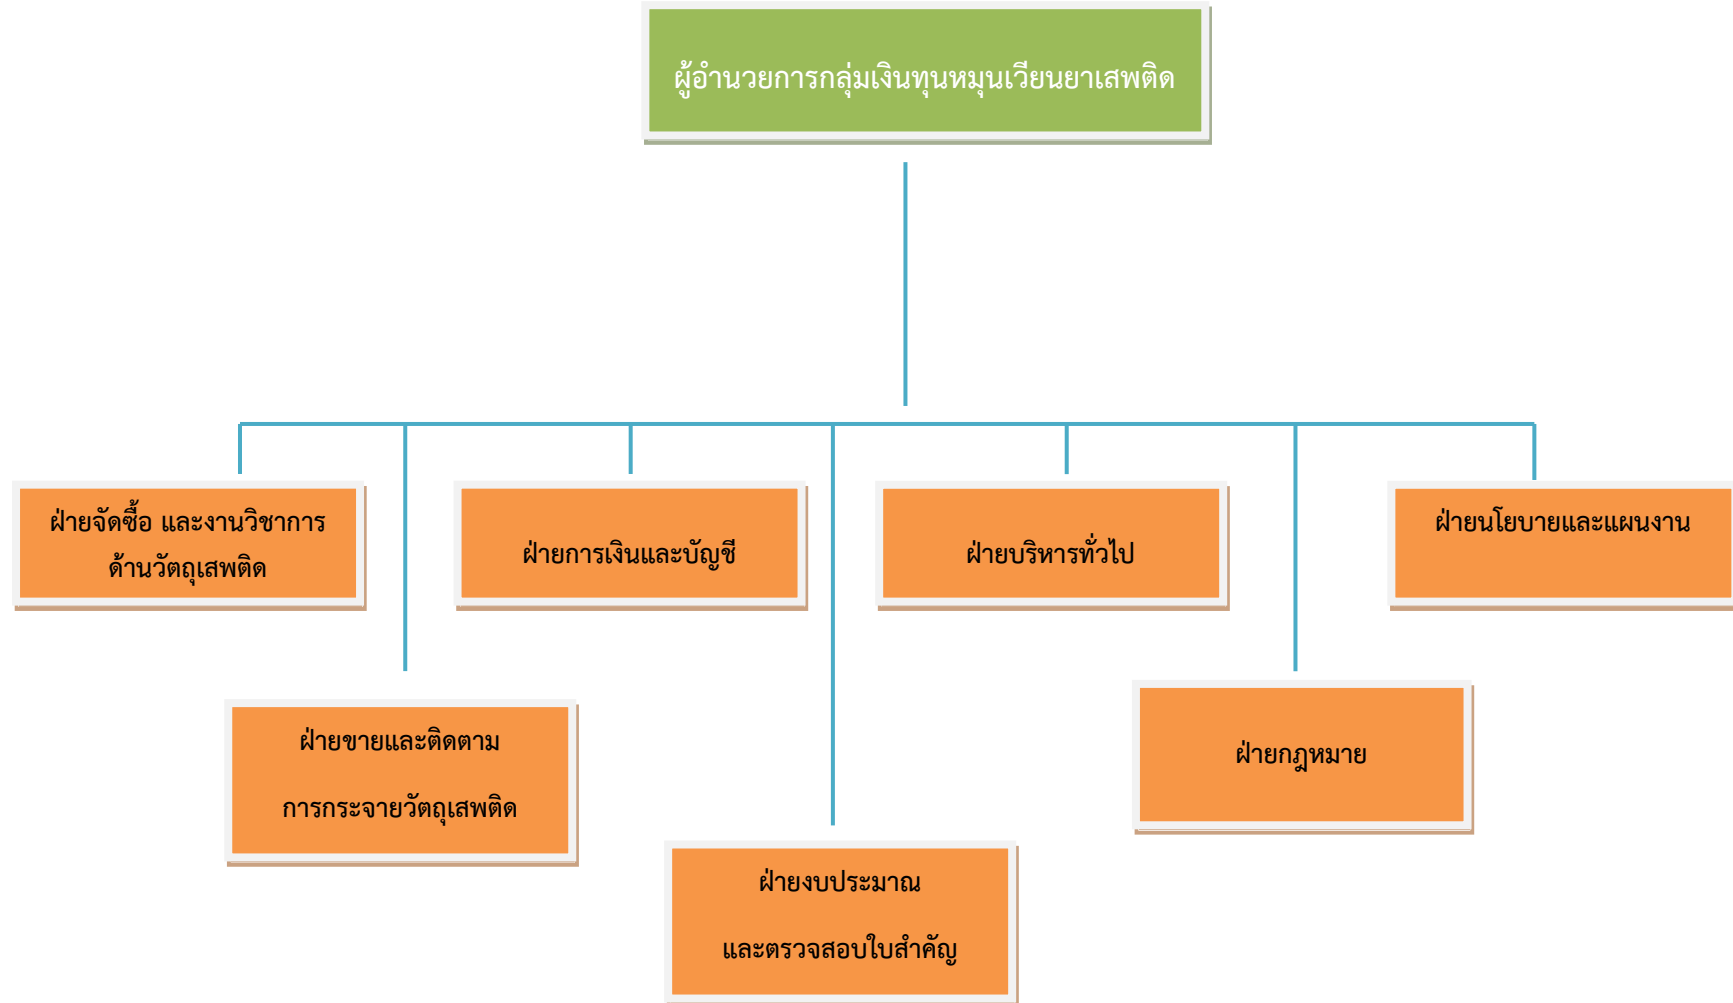 ผู้อำนวยการกลุ่มเงินทุนหมุนเวียนยาเสพติด
ฝ่ายจัดซื้อ และงานวิชาการ
ด้านวัตถุเสพติด
ฝ่ายการเงินและบัญชี
ฝ่ายบริหารทั่วไป
ฝ่ายนโยบายและแผนงาน
ฝ่ายขายและติดตาม
การกระจายวัตถุเสพติด
ฝ่ายกฎหมาย
ฝ่ายงบประมาณ
และตรวจสอบใบสำคัญ